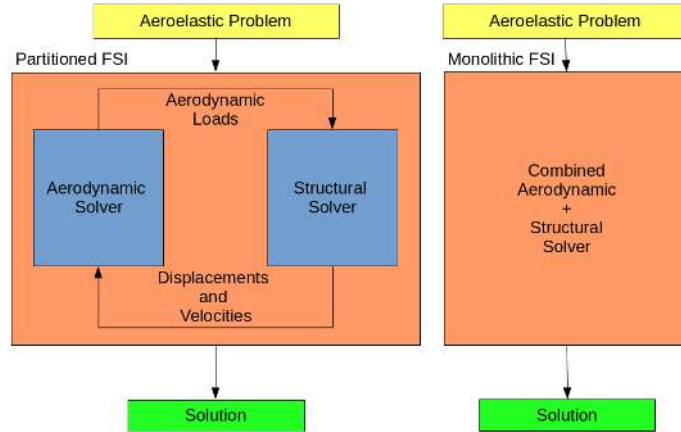 Aeroelastic Problem
Partitioned FSI
Aerodynamic
Loads
Aerodynamic
Solver
Structural
Solver
Displacements
and
Velocities
Solution
Aeroelastic Problem
Monolithic FSI
Combined
Aerodynamic
+
Structural
Solver
Solution